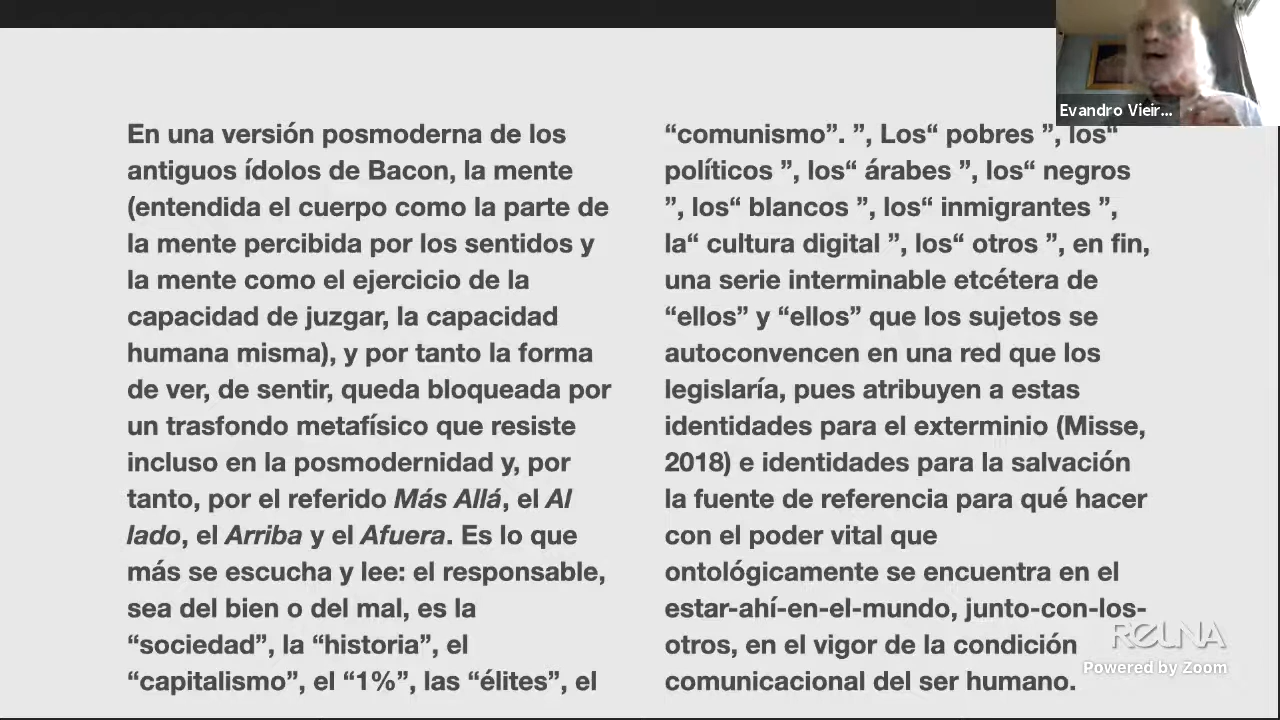 En una versión posmoderna de los
antiguos ídolos de Bacon, la mente
(entendida el cuerpo como la parte de
la mente percibida por los sentidos y
la mente como el ejercicio de la
capacidad de juzgar, la capacidad
humana misma), y por tanto la forma
de ver, de sentir, queda bloqueada por
un trasfondo metafísico que resiste
incluso en la posmodernidad y, por
tanto, por el referido Más Allá, el Al
lado, el Arriba y el Afuera. Es lo que
más se escucha y lee: el responsable,
sea del bien o del mal, es la
“sociedad”, la “historia”, el
“capitalismo”, el “1%”, las “élites”, el
“comunismo”. ”, Los“ pobres ”, los“
políticos ”, los“ árabes ”, los“ negros
”, los“ blancos ”, los“ inmigrantes ”,
la“ cultura digital ”, los“ otros ”, en fin,
una serie interminable etcétera de
“ellos” y “ellos” que los sujetos se
autoconvencen en una red que los
legislaría, pues atribuyen a estas
identidades para el exterminio (Misse,
2018) e identidades para la salvación
la fuente de referencia para qué hacer
con el poder vital que
ontológicamente se encuentra en el
estar-ahí-en-el-mundo, junto-con-los-
otros, en el vigor de la condición
comunicacional del ser humano.
Evandro Vieir...
REUNA
Powered by Zoom